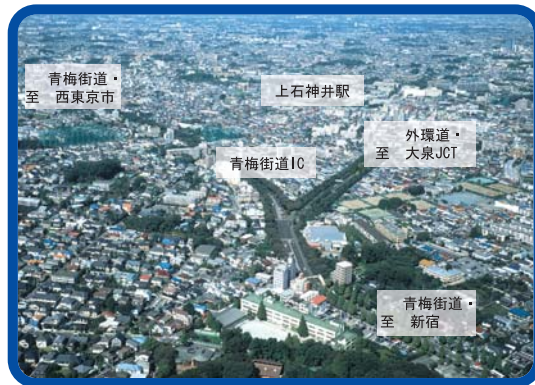 青梅街道・
至　西東京市
上石神井駅
外環道・
至　大泉JCT
青梅街道IC
青梅街道・
至　新宿